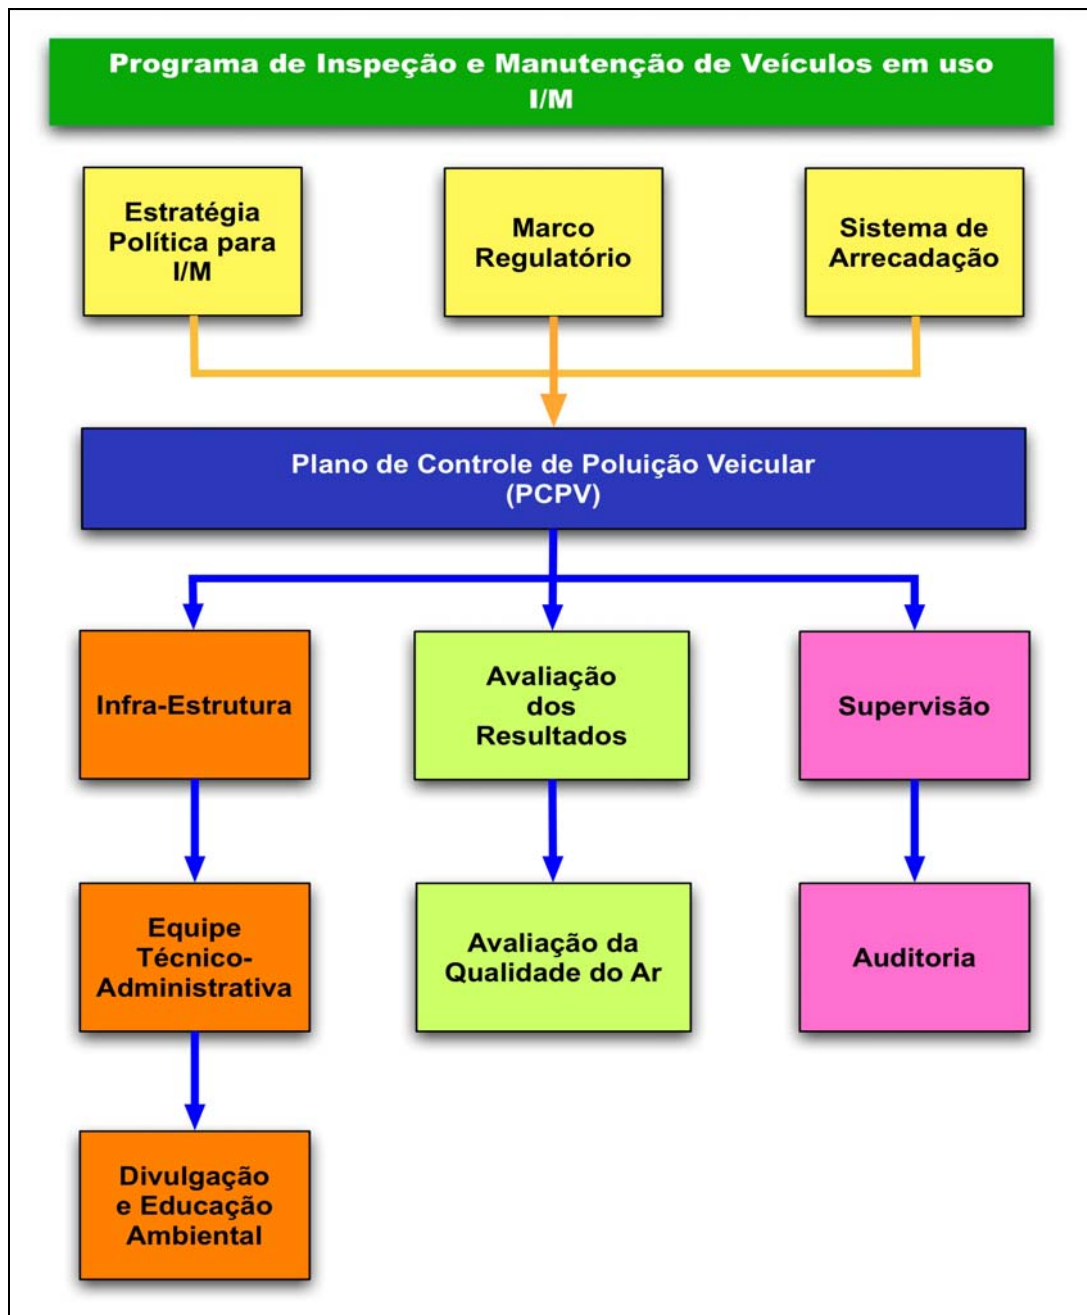 Programa de Inspeção e Manutenção de Veículos em uso
I/M
Estratégia
Política para
I/M
Marco
Regulatório
Sistema de
Arrecadação
Plano de Controle de Poluição Veicular
(PCPV)
Infra-Estrutura
Avaliação
dos
Resultados
Supervisão
Equipe
Técnico-
Administrativa
Avaliação da
Qualidade do Ar
Auditoria
Divulgação
e Educação
Ambiental